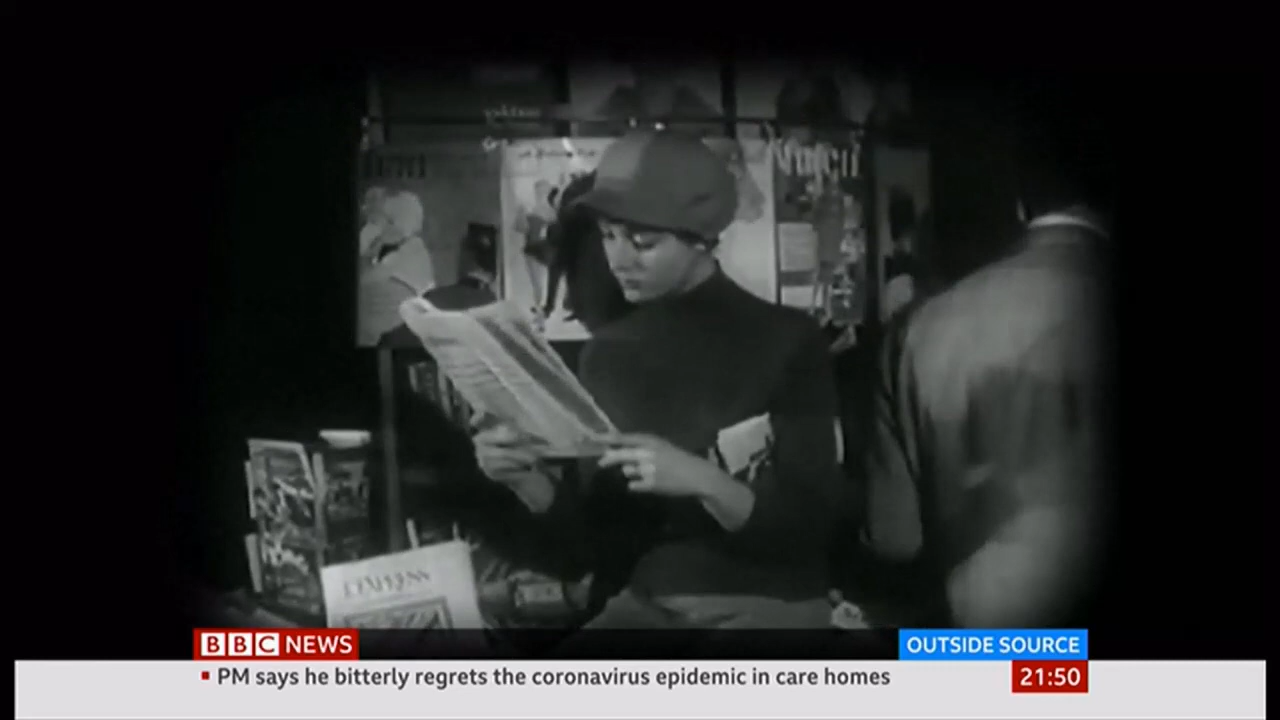 BBC NEWS
OUTSIDE SOURCE
PM says he bitterly regrets the coronavirus epidemic in care homes
21:50